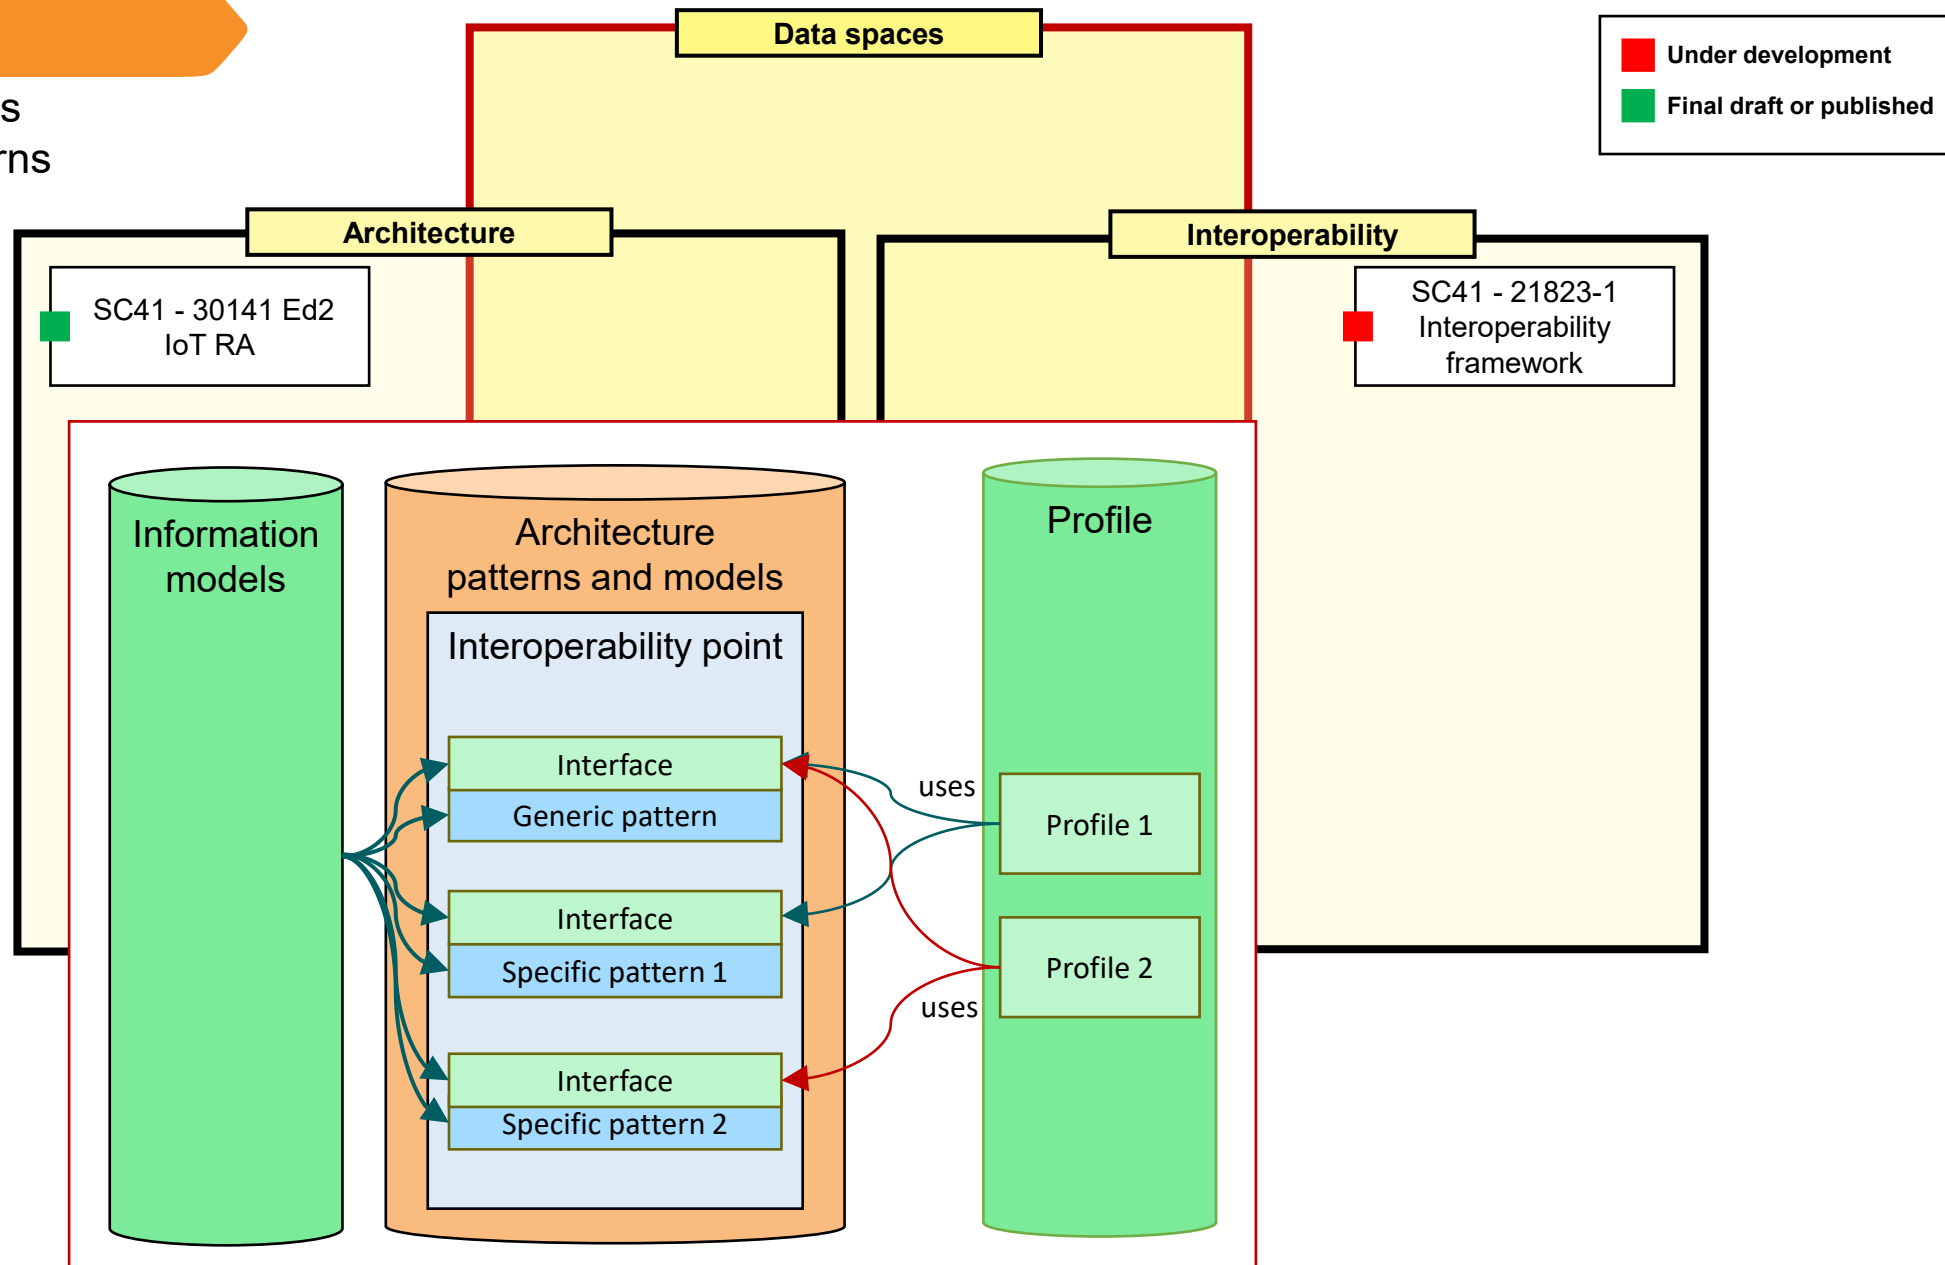 Data spaces
Under development
Final draft or published
Architecture
Interoperability
SC41 - 30141 Ed2
IoT RA
SC41 - 21823-1
Interoperability
framework
Information
models
Architecture
patterns and models
Profile
Interoperability point
Interface
Generic pattern
Interface
Specific pattern 1
Interface
Specific pattern 2
uses
Profile 1
Profile 2
uses